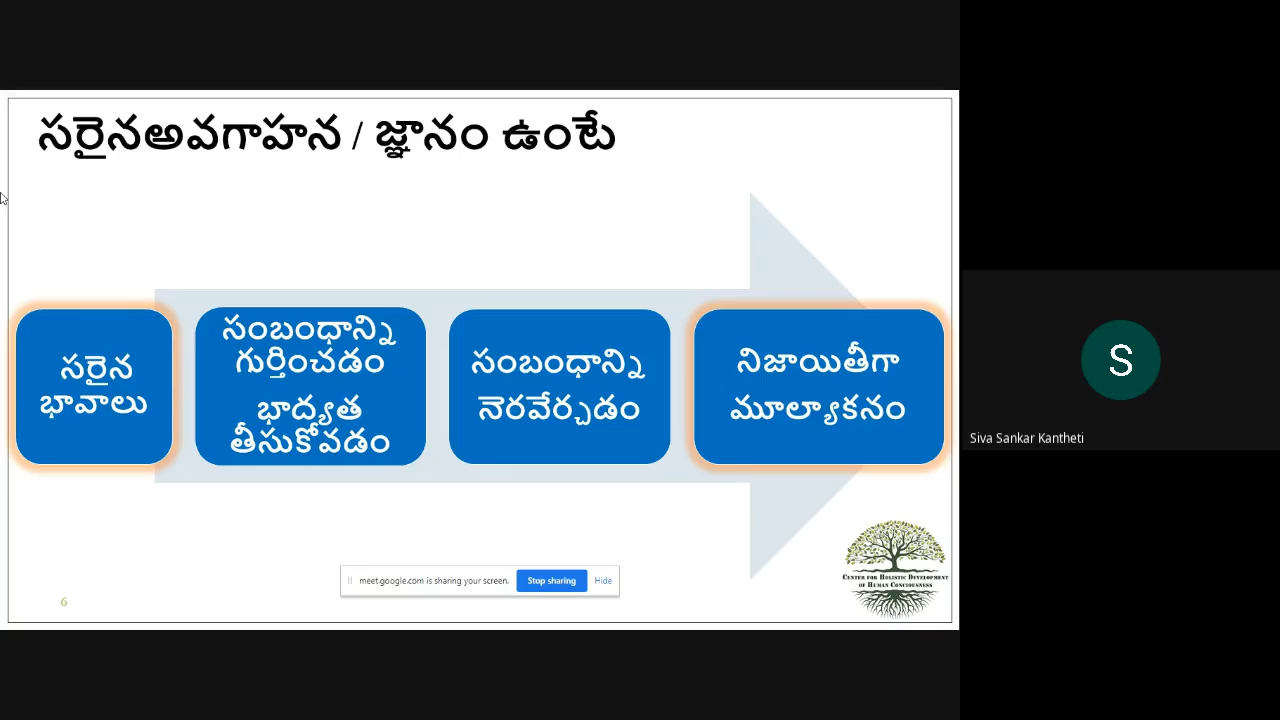 సరైనఅవగాహన / జ్ఞానం ఉంటే
సరైన
భావాలు
సంబంధాన్ని
గుర్తించడం
భాద్యత
తీసుకోవడం
సంబంధాన్ని
నెరవేర్చడం
నిజాయితీగా
మూల్యాకనం
S
Siva Sankar Kantheti
CENTER FOR HOLISTIC DEVELOPMENT
OF HUMAN CONCIOUSNESS
meet.google.com is sharing your screen.
Stop sharing
Hide
6